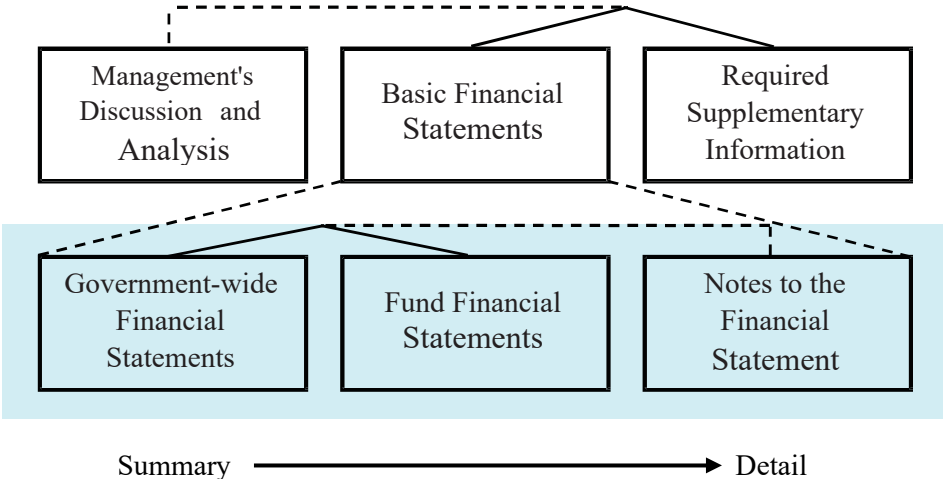 Management's
Discussion and
Analysis
Basic Financial
Statements
Required
Supplementary
Information
Government-wide
Financial
Statements
Fund Financial
Statements
Notes to the
Financial
Statement
Summary
Detail